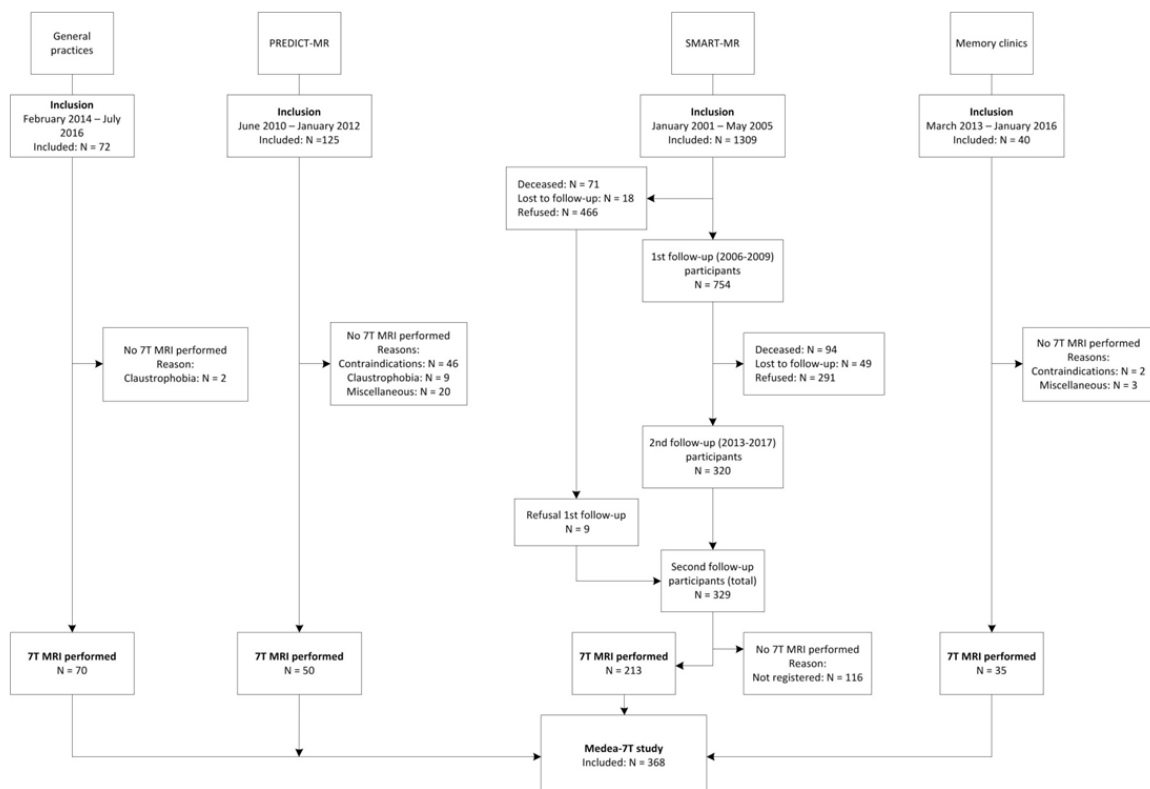 General
practices
PREDICT-MR
SMART-MR
Memory clinics
Inclusion
February 2014 – July
2016
Included: N = 72
Inclusion
June 2010 – January 2012
Included: N =125
Inclusion
January 2001 – May 2005
Included: N = 1309
Inclusion
March 2013 – January 2016
Included: N = 40
Deceased: N = 71
Lost to follow-up: N = 18
Refused: N = 466
1st follow-up (2006-2009)
participants
N = 754
No 7T MRI performed
Reason:
Claustrophobia: N = 2
No 7T MRI performed
Reasons:
Contraindications: N = 46
Claustrophobia: N = 9
Miscellaneous: N = 20
Deceased: N = 94
Lost to follow-up: N = 49
Refused: N = 291
No 7T MRI performed
Reasons:
Contraindications: N = 2
Miscellaneous: N = 3
2nd follow-up (2013-2017)
participants
N = 320
Refusal 1st follow-up
N = 9
Second follow-up
participants (total)
N = 329
7T MRI performed
N = 70
7T MRI performed
N = 50
7T MRI performed
N = 213
No 7T MRI performed
Reason:
Not registered: N = 116
7T MRI performed
N = 35
Medea-7T study
Included: N = 368